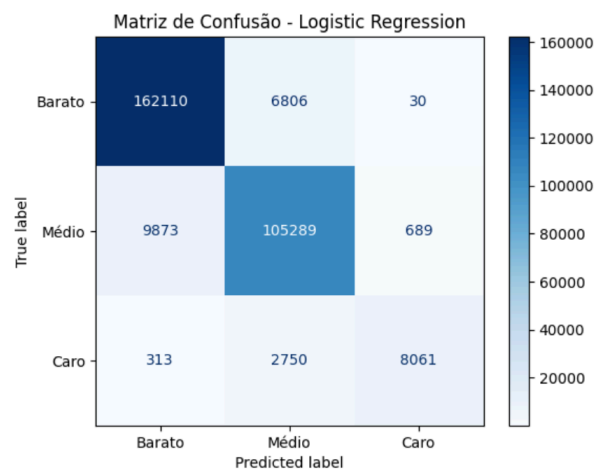 Matriz de Confusão - Logistic Regression
160000
Barato 162110 6806 30
140000
120000
100000
True label
Médio 9873 105289 689
80000
60000
40000
Caro 313 2750 8061
20000
Barato Médio Caro
Predicted label